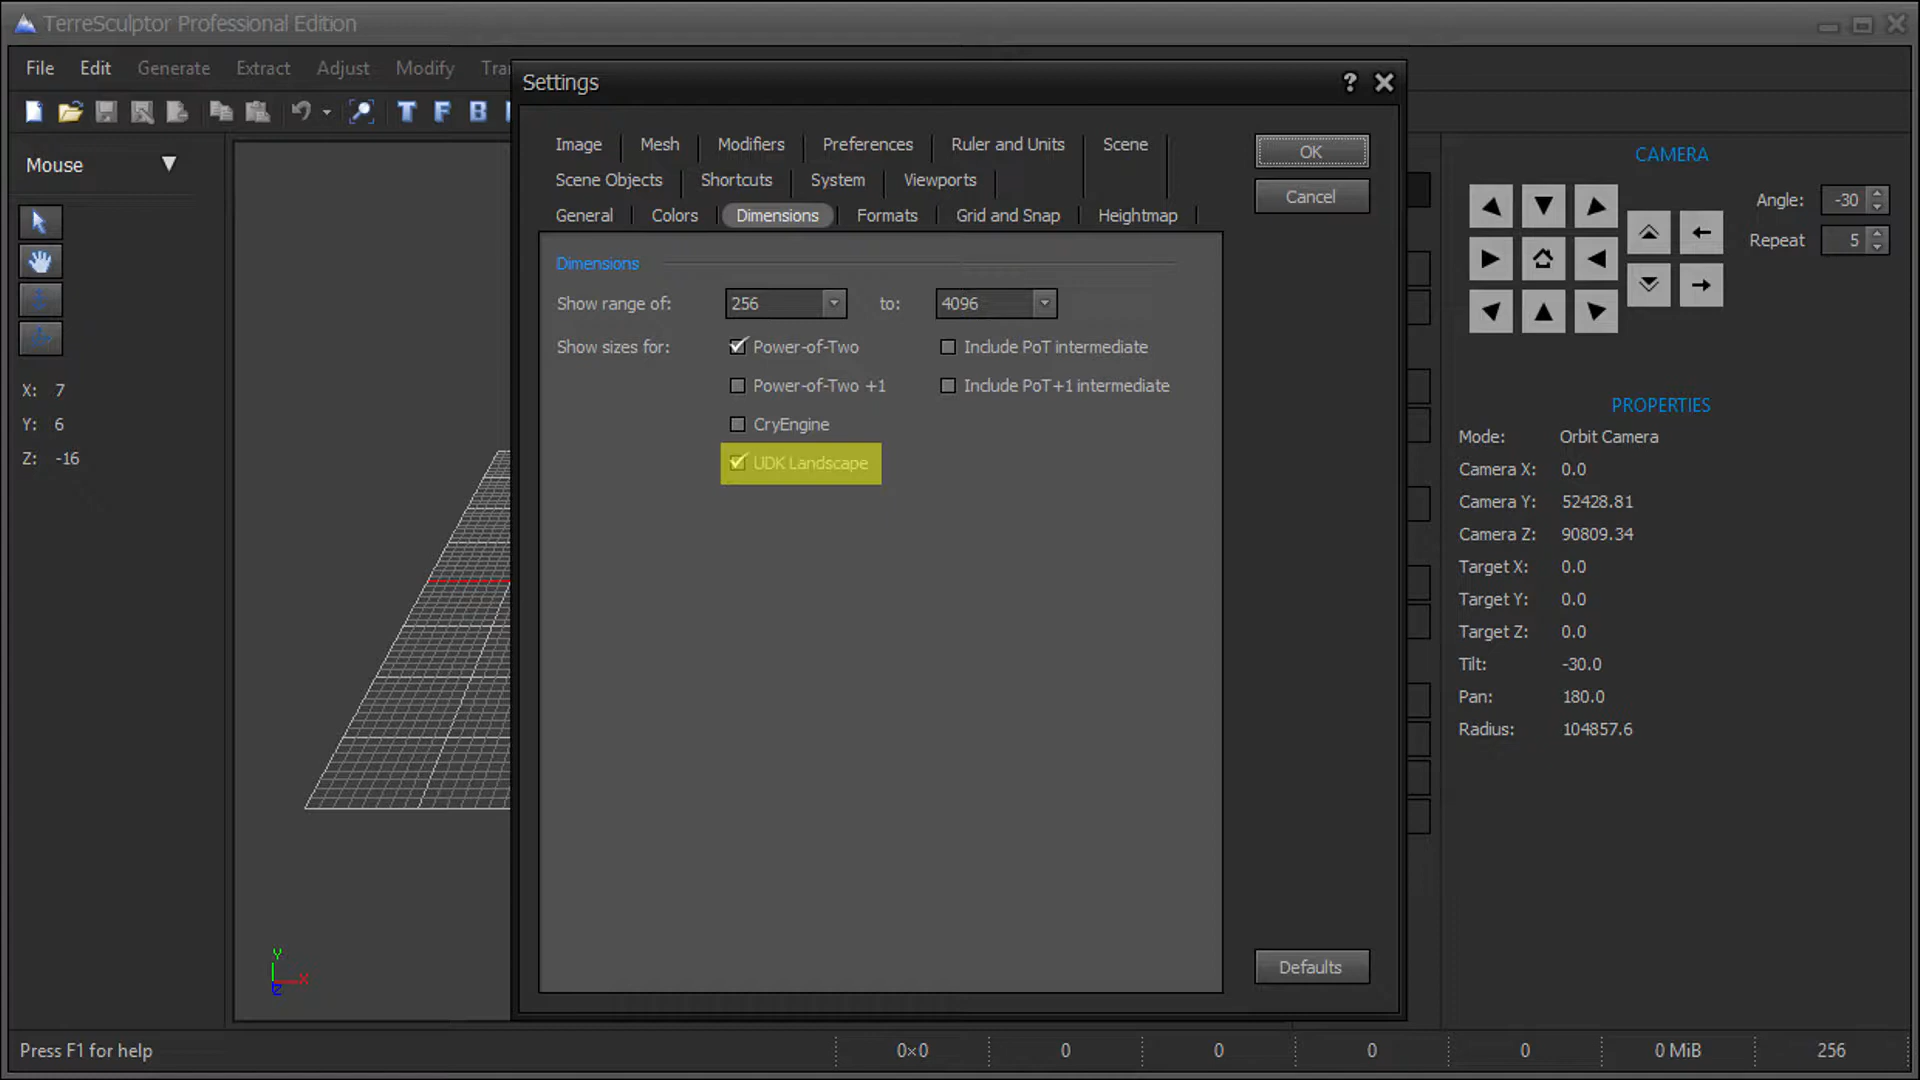 TerreSculptor Professional Edition
File Edit Generate Extract Adjust Modify
T F B
Settings
Image Mesh Modifiers Preferences Ruler and Units Scene
Scene Objects Shortcuts System Viewports
General Colors Dimensions Formats Grid and Snap Heightmap
OK
Cancel
Dimensions
Show range of: 256 to: 4096
Show sizes for: Power-of-Two Include PoT intermediate
Power-of-Two +1 Include PoT+1 intermediate
CryEngine
UDK Landscape
Defaults
Mouse
X: 7
Y: 6
Z: -16
Y
X
Z
CAMERA
Angle: -30
Repeat 5
PROPERTIES
Mode: Orbit Camera
Camera X: 0.0
Camera Y: 52428.81
Camera Z: 90809.34
Target X: 0.0
Target Y: 0.0
Target Z: 0.0
Tilt: -30.0
Pan: 180.0
Radius: 104857.6
Press F1 for help 0×0 0 0 0 0 0 MiB 256